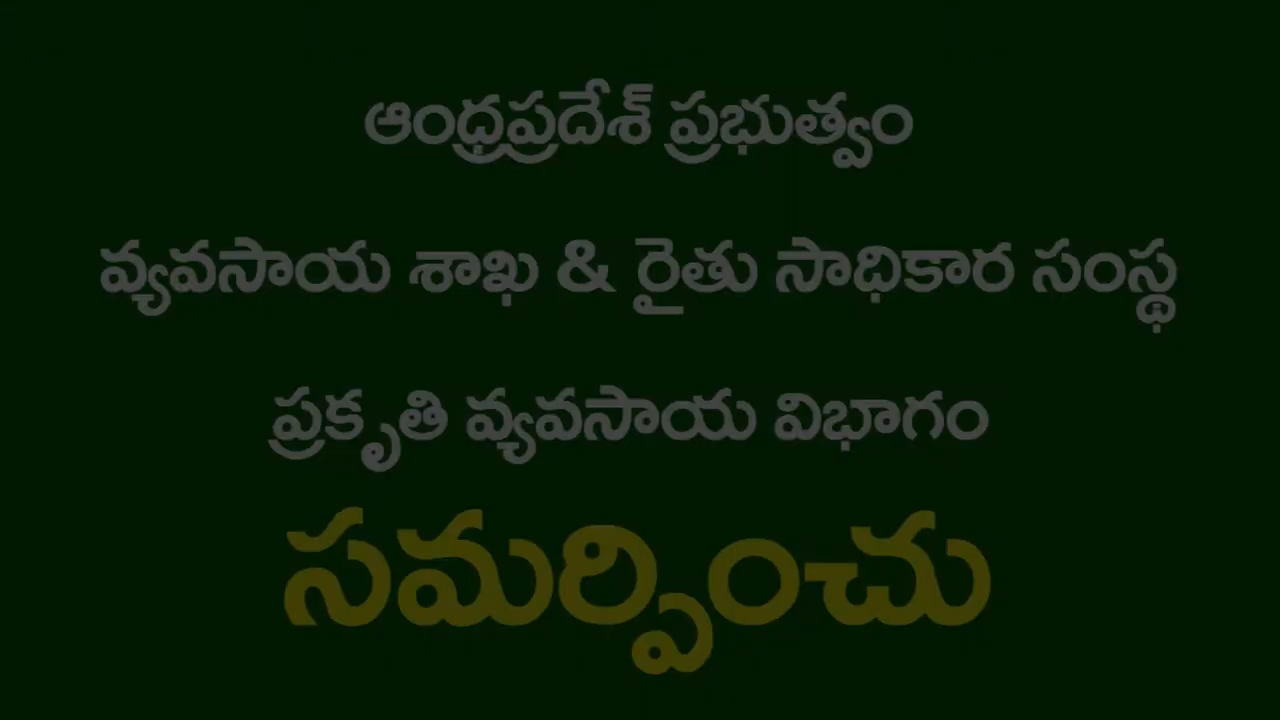 ఆంధ్రప్రదేశ్ ప్రభుత్వం
వ్యవసాయ శాఖ & రైతు సాధికార సంస్థ
ప్రకృతి వ్యవసాయ విభాగం
సమర్పించు